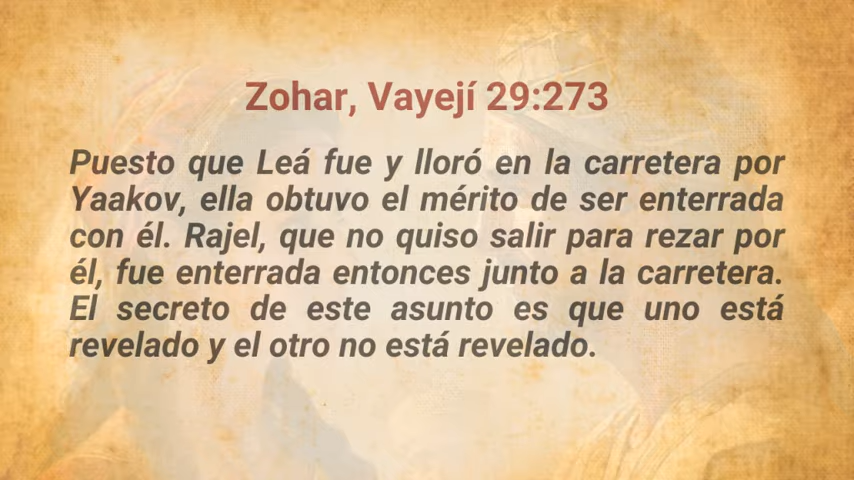 Zohar, Vayejí 29:273
Puesto que Leá fue y lloró en la carretera por
Yaakov, ella obtuvo el mérito de ser enterrada
con él. Rajel, que no quiso salir para rezar por
él, fue enterrada entonces junto a la carretera.
El secreto de este asunto es que uno está
revelado y el otro no está revelado.